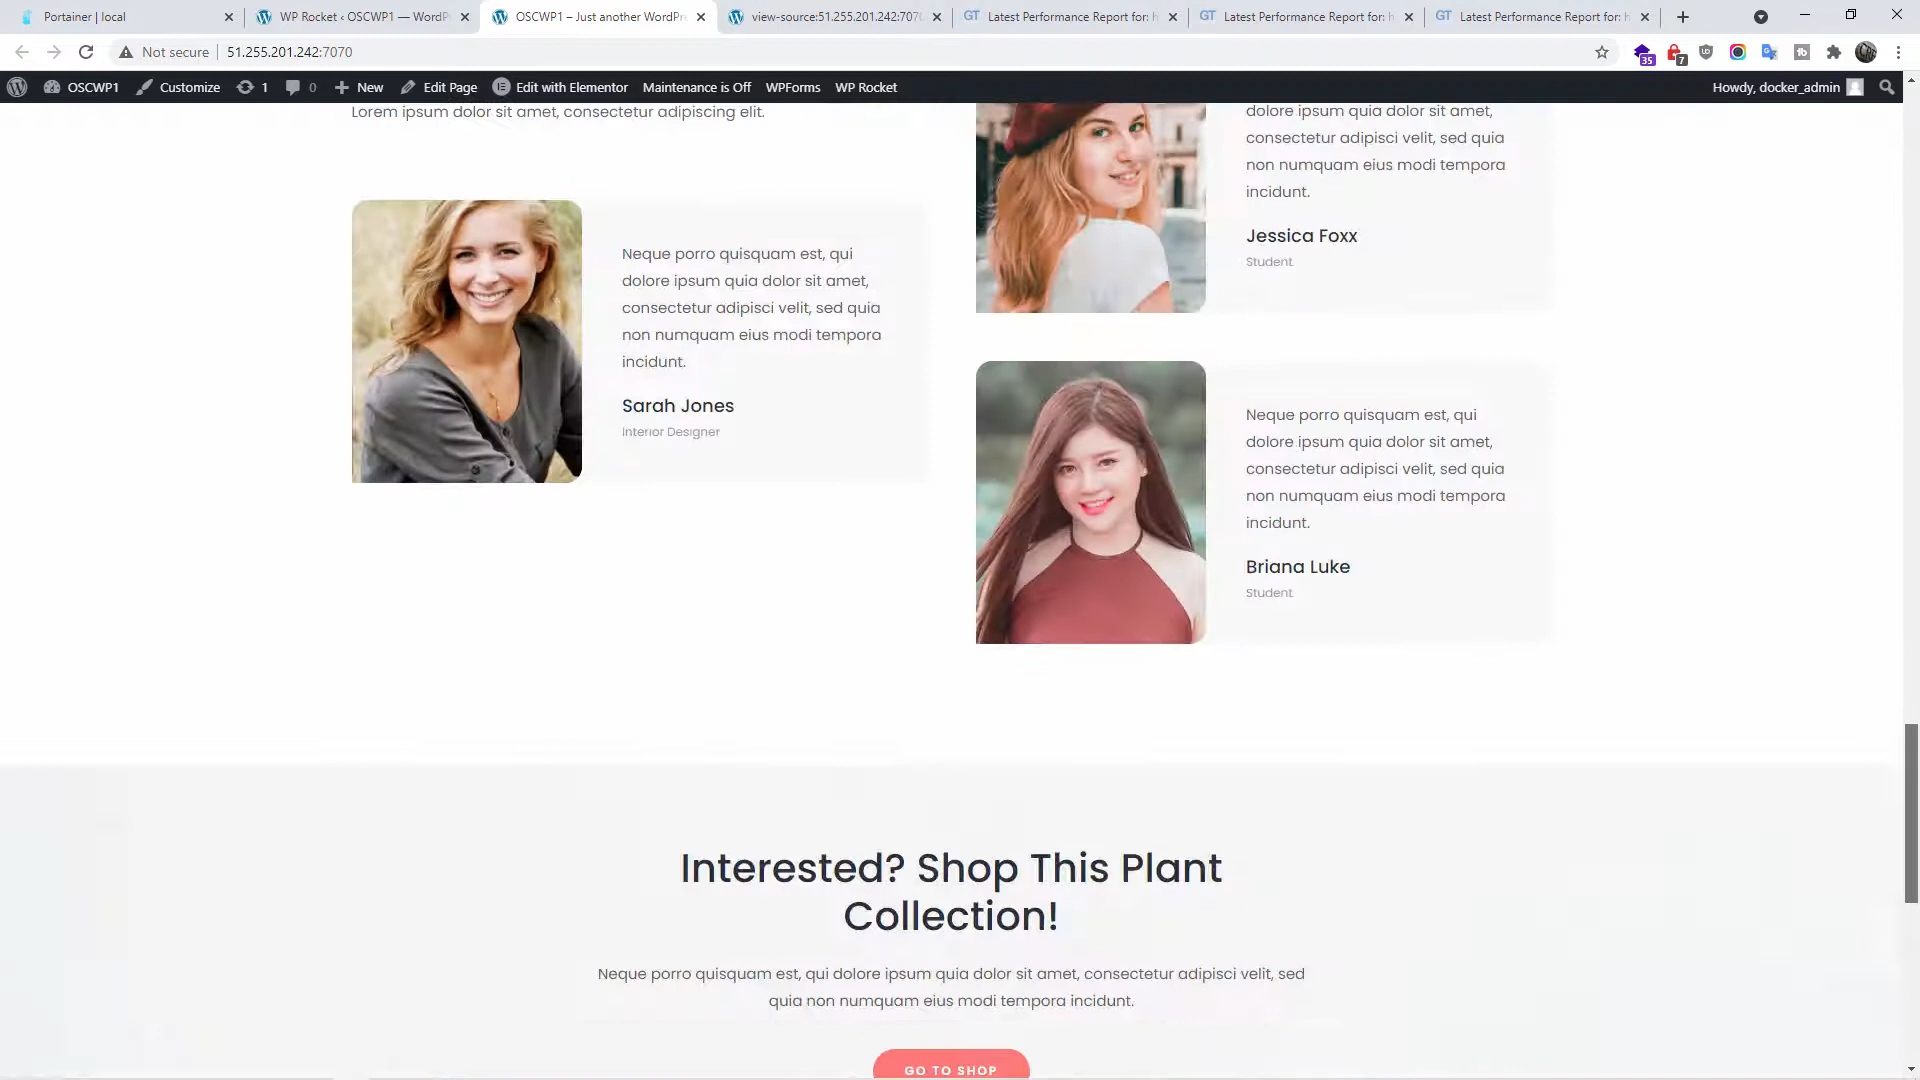 Portainer | local
WP Rocket ‹ OSCWP1 — WordP
OSCWP1 – Just another WordPr
view-source:51.255.201.242:707
GT Latest Performance Report for: h
GT Latest Performance Report for: h
GT Latest Performance Report for: h
Not secure 51.255.201.242:7070
35
7
OSCWP1 Customize 1 0 New Edit Page Edit with Elementor Maintenance is Off WPForms WP Rocket Howdy, docker_admin
Lorem ipsum dolor sit amet, consectetur adipiscing elit.
Neque porro quisquam est, qui
dolore ipsum quia dolor sit amet,
consectetur adipisci velit, sed quia
non numquam eius modi tempora
incidunt.
Sarah Jones
Interior Designer
dolore ipsum quia dolor sit amet,
consectetur adipisci velit, sed quia
non numquam eius modi tempora
incidunt.
Jessica Foxx
Student
Neque porro quisquam est, qui
dolore ipsum quia dolor sit amet,
consectetur adipisci velit, sed quia
non numquam eius modi tempora
incidunt.
Briana Luke
Student
Interested? Shop This Plant
Collection!
Neque porro quisquam est, qui dolore ipsum quia dolor sit amet, consectetur adipisci velit, sed
quia non numquam eius modi tempora incidunt.
GO TO SHOP